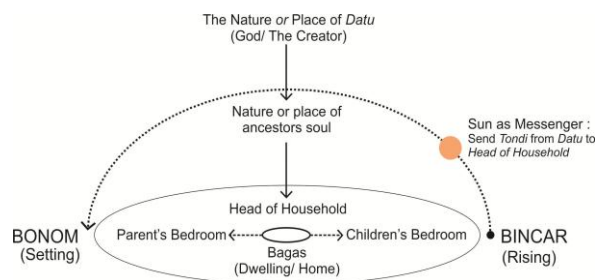 The Nature or Place of Datu
(God/ The Creator)
Nature or place of
ancestors soul
Sun as Messenger :
Send Tondi from Datu to
Head of Household
Head of Household
BONOM
(Setting)
Parent's Bedroom
Children's Bedroom
BINCAR
(Rising)
Bagas
(Dwelling/ Home)